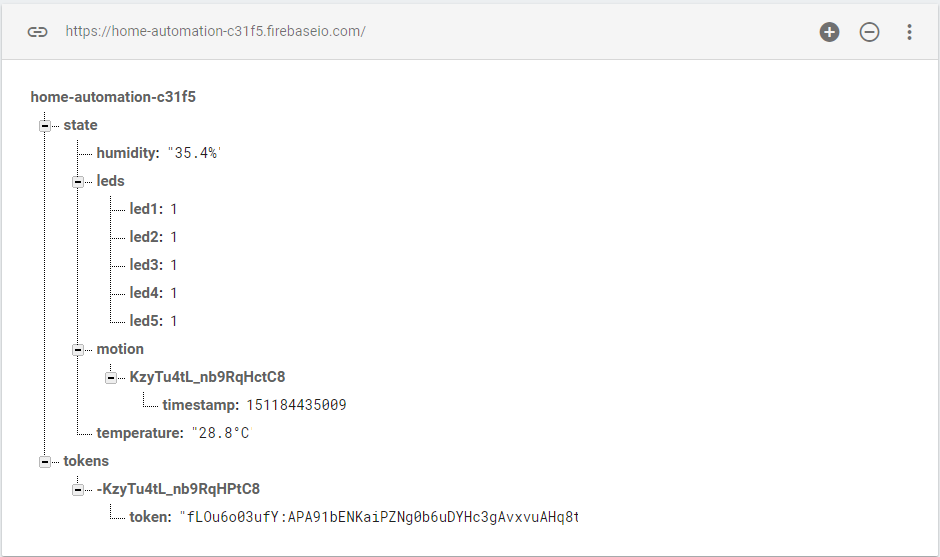 https://home-automation-c31f5.firebaseio.com/
home-automation-c31f5
state
humidity: "35.4%'
leds
led1: 1
led2: 1
led3: 1
led4: 1
led5: 1
motion
KzyTu4tL_nb9RqHctC8
timestamp: 151184435009
temperature: "28.8°C
tokens
-KzyTu4tL_nb9RqHPtC8
token: "fLOu6o03ufY:APA91bENKaiPZNg0b6uDYHc3gAvxvuAHq8t